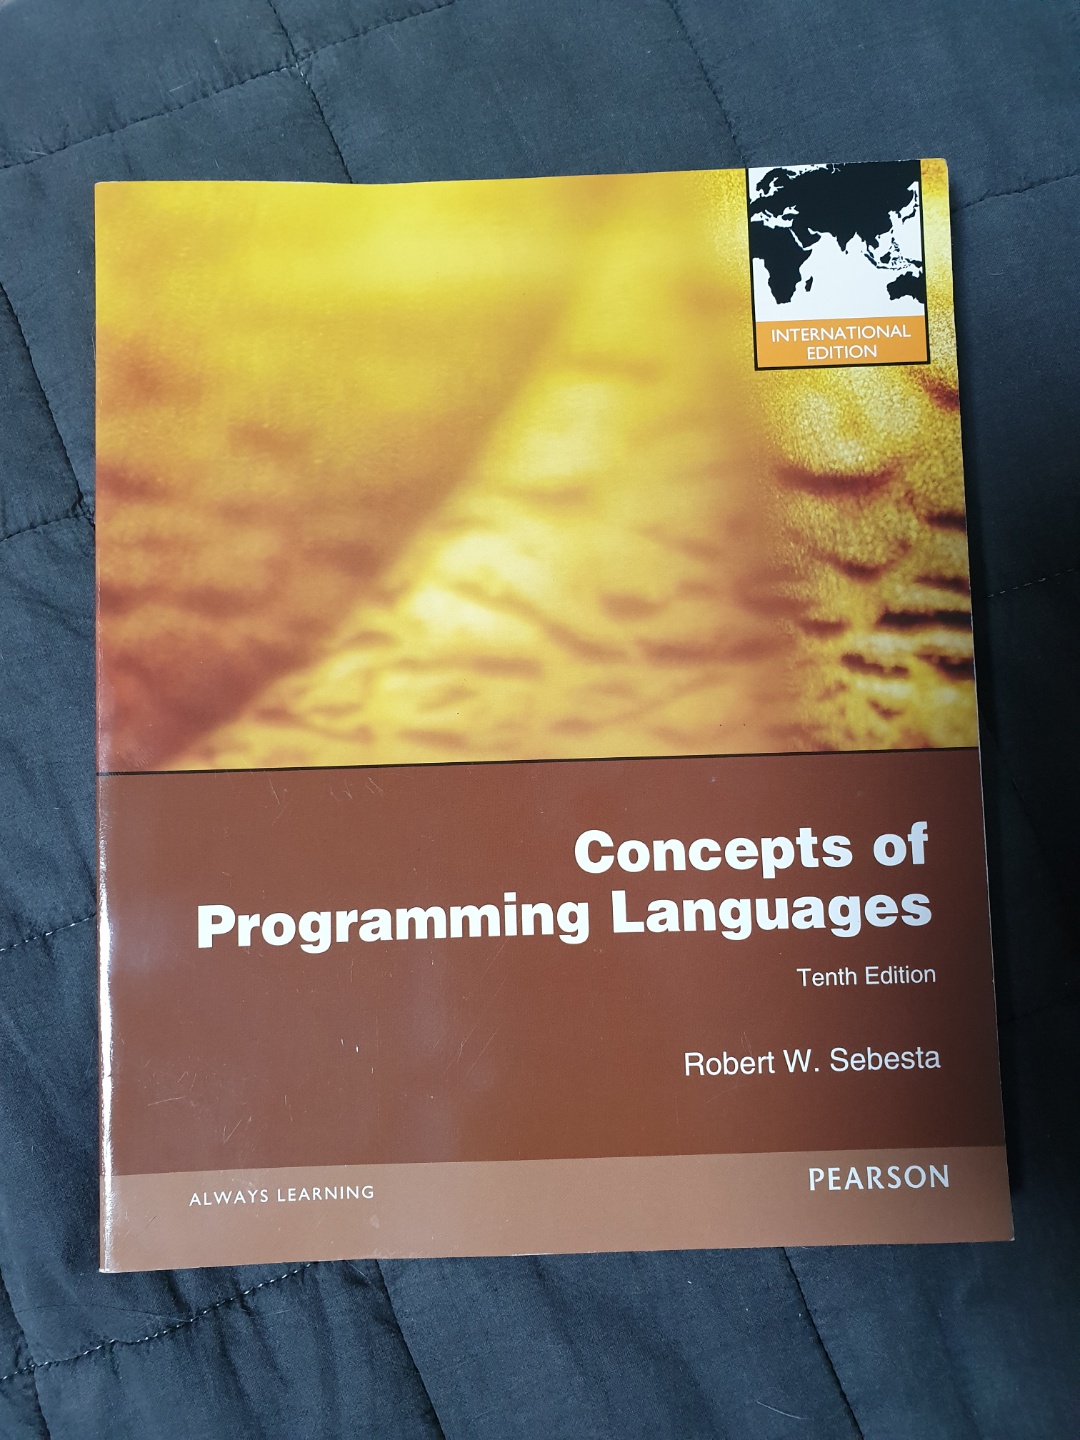 INTERNATIONAL
EDITION
Concepts of
Programming Languages
Tenth Edition
Robert W. Sebesta
ALWAYS LEARNING
PEARSON